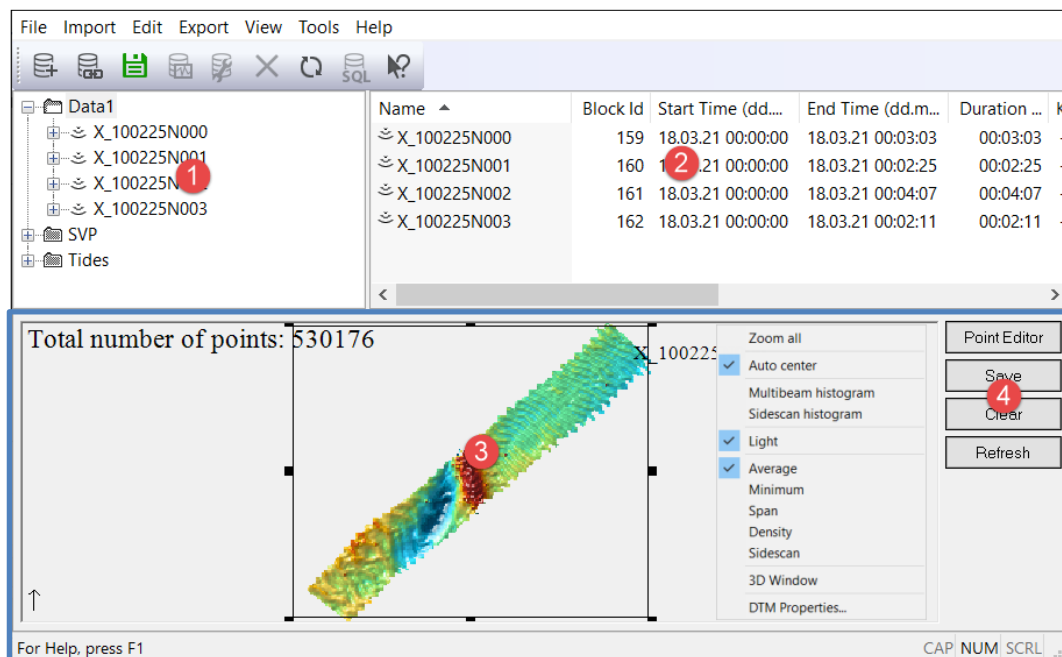 File Import Edit Export View Tools Help
SQL
Data1
X_100225N000
X_100225N001
X_100225N
X_100225N003
SVP
Tides
1
Name Block Id Start Time (dd.... End Time (dd.m... Duration ...
X_100225N000 159 18.03.21 00:00:00 18.03.21 00:03:03 00:03:03
X_100225N001 160 .21 00:00:00 18.03.21 00:02:25 00:02:25
X_100225N002 161 18.03.21 00:00:00 18.03.21 00:04:07 00:04:07
X_100225N003 162 18.03.21 00:00:00 18.03.21 00:02:11 00:02:11
2
Total number of points: 530176
X_100225
3
Zoom all
Auto center
Multibeam histogram
Sidescan histogram
Light
Average
Minimum
Span
Density
Sidescan
3D Window
DTM Properties...
Point Editor
Save
4
Clear
Refresh
For Help, press F1
CAP NUM SCRL